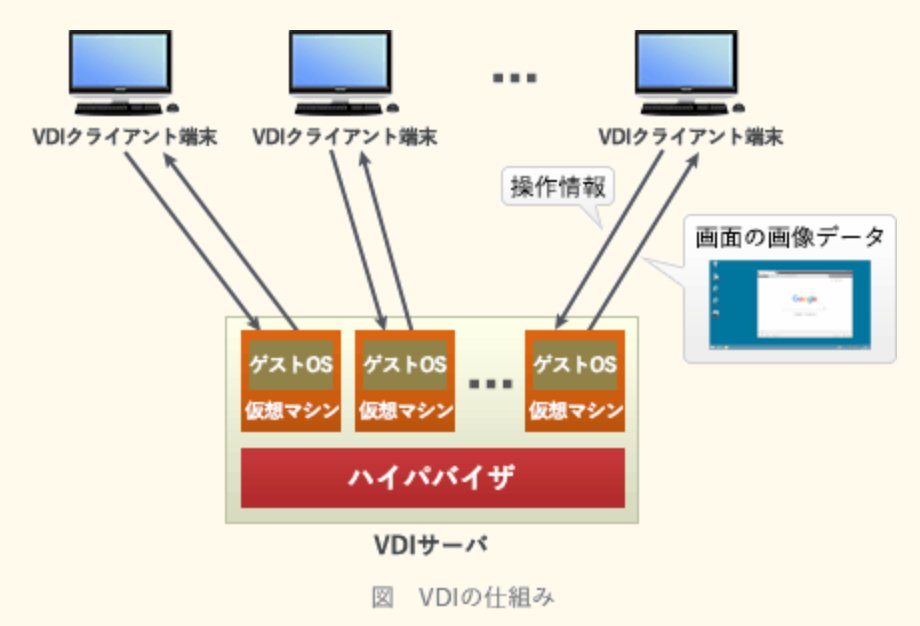 VDIクライアント端末
VDIクライアント端末
VDIクライアント端末
操作情報
画面の画像データ
Google
ゲストOS
仮想マシン
ゲストOS
仮想マシン
ゲストOS
仮想マシン
ハイパバイザ
VDIサーバ
図　VDIの仕組み